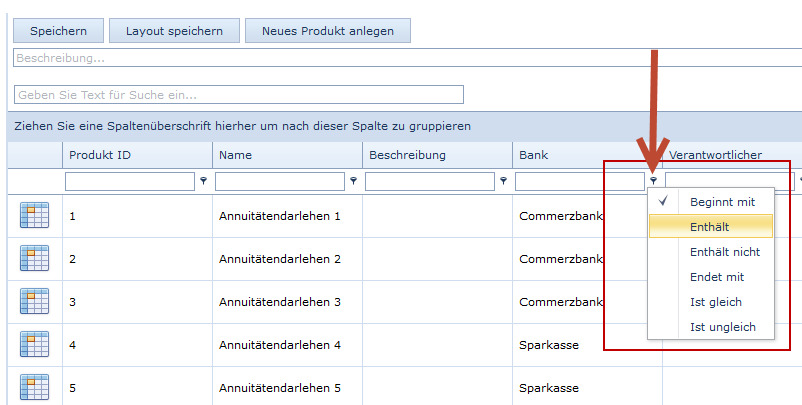 Speichern Layout speichern Neues Produkt anlegen
Beschreibung...
Geben Sie Text für Suche ein...
Ziehen Sie eine Spaltenüberschrift hierher um nach dieser Spalte zu gruppieren
Produkt ID Name Beschreibung Bank Verantwortlicher
Beginnt mit
Enthält
Enthält nicht
Endet mit
Ist gleich
Ist ungleich
1 Annuitätendarlehen 1 Commerzbank
2 Annuitätendarlehen 2 Commerzbank
3 Annuitätendarlehen 3 Commerzbank
4 Annuitätendarlehen 4 Sparkasse
5 Annuitätendarlehen 5 Sparkasse